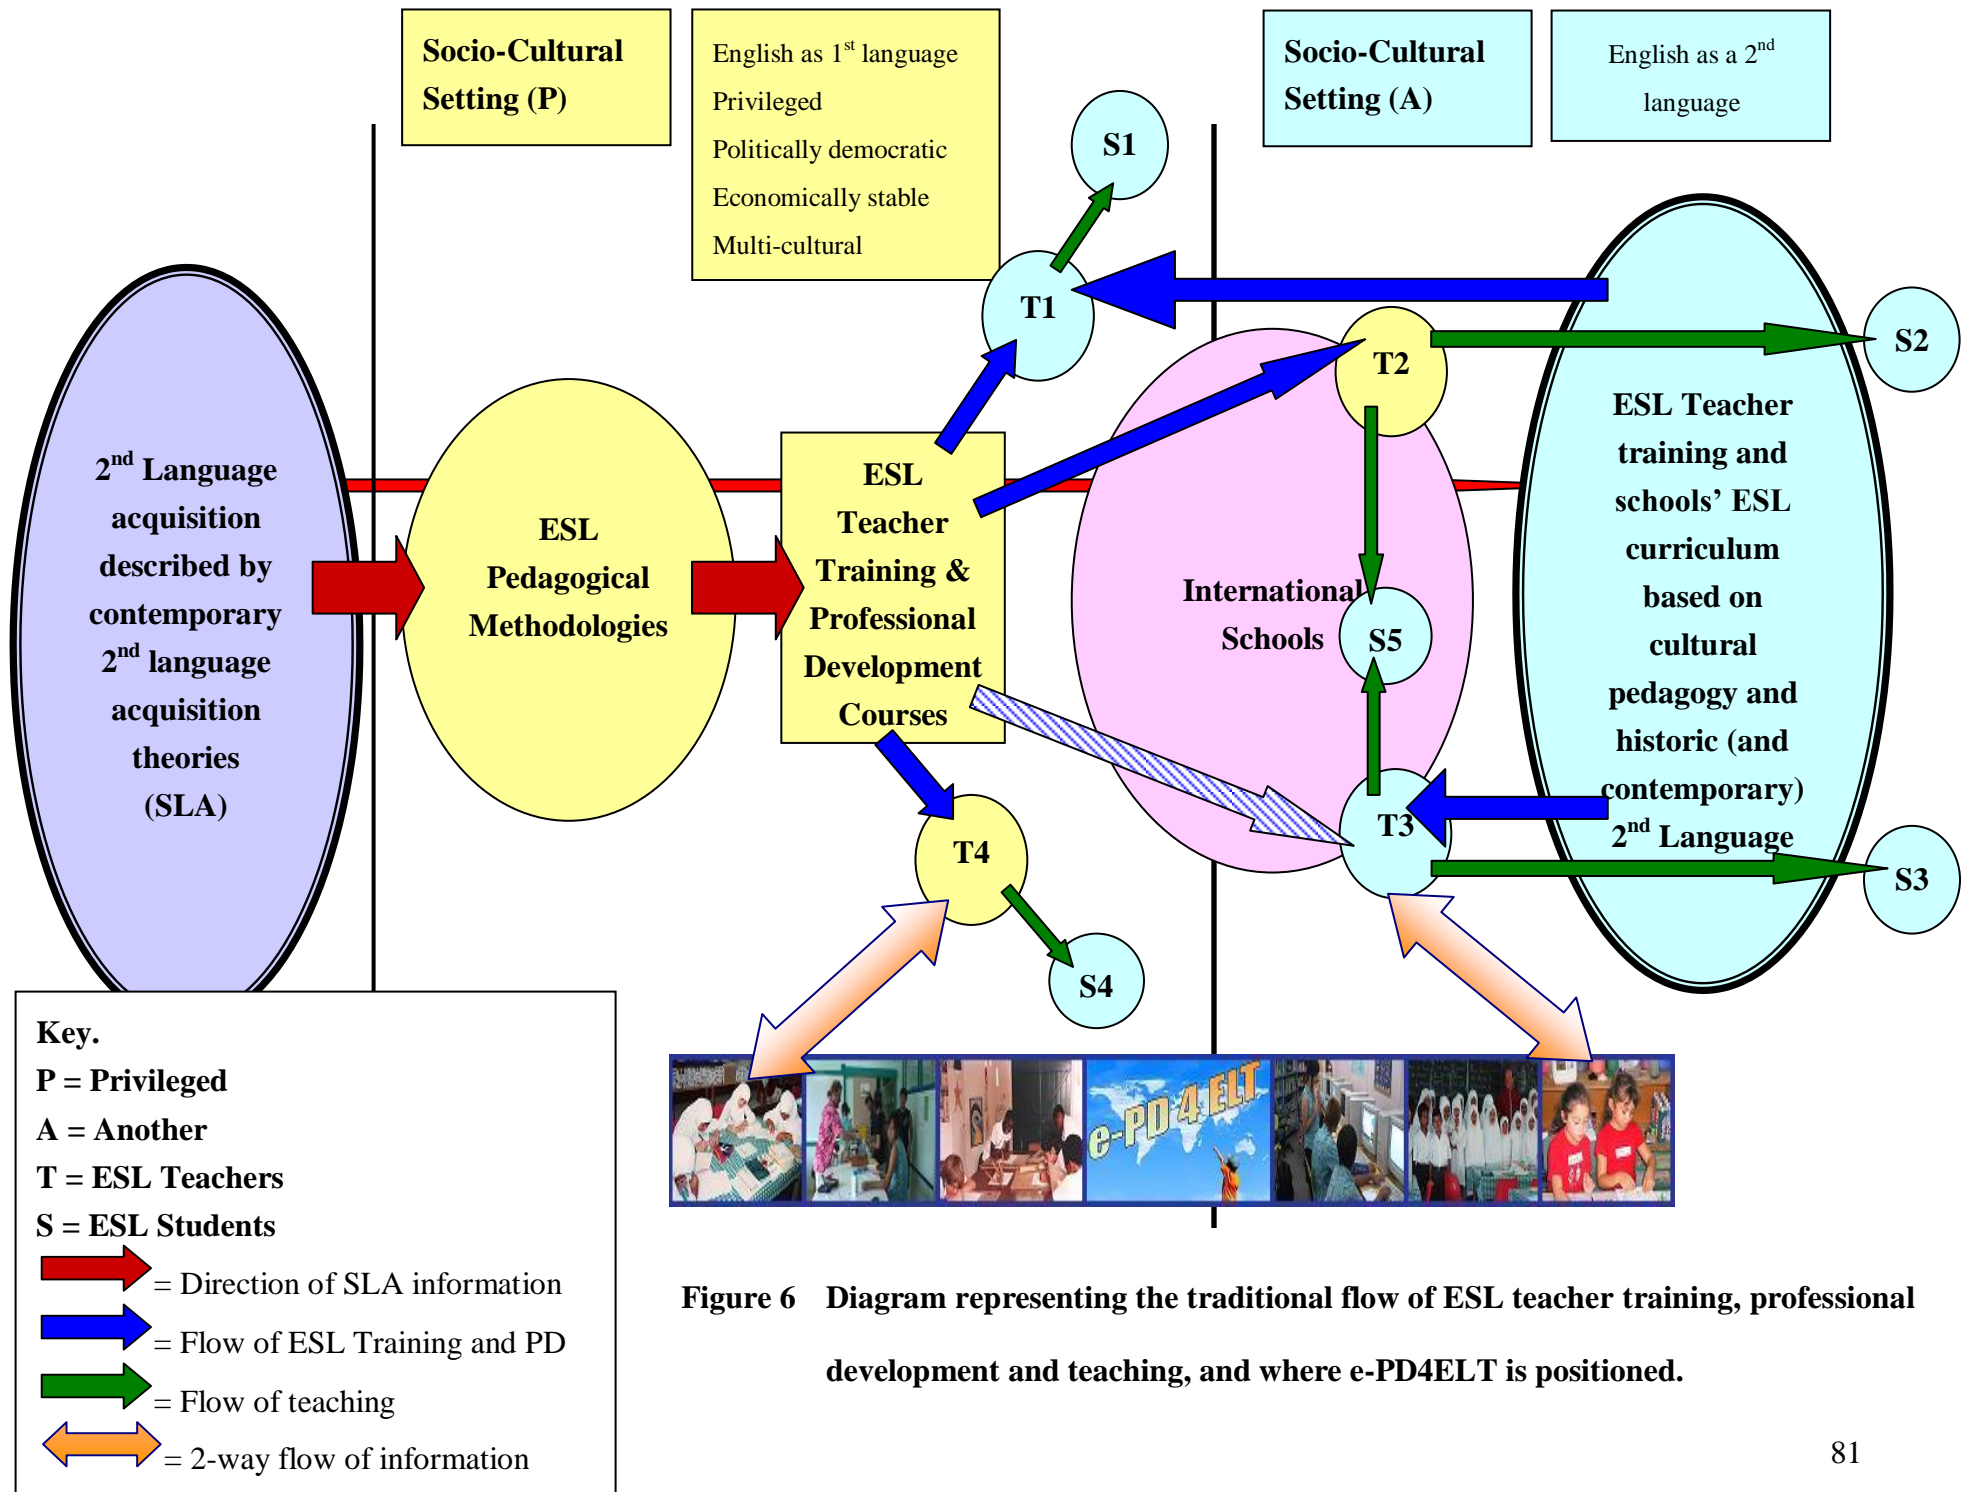 Socio-Cultural
Setting (P)
English as 1st language
Privileged
Politically democratic
Economically stable
Multi-cultural
Socio-Cultural
Setting (A)
English as a 2nd
language
S1
T1
T2
S2
2nd Language
acquisition
described by
contemporary
2nd language
acquisition
theories
(SLA)
ESL
Pedagogical
Methodologies
ESL
Teacher
Training &
Professional
Development
Courses
International
Schools
S5
ESL Teacher
training and
schools’ ESL
curriculum
based on
cultural
pedagogy and
historic (and
contemporary)
2nd Language
T3
S3
T4
S4
e-PD4ELT
Key.
P = Privileged
A = Another
T = ESL Teachers
S = ESL Students
= Direction of SLA information
= Flow of ESL Training and PD
= Flow of teaching
= 2-way flow of information
Figure 6 Diagram representing the traditional flow of ESL teacher training, professional
development and teaching, and where e-PD4ELT is positioned.
81